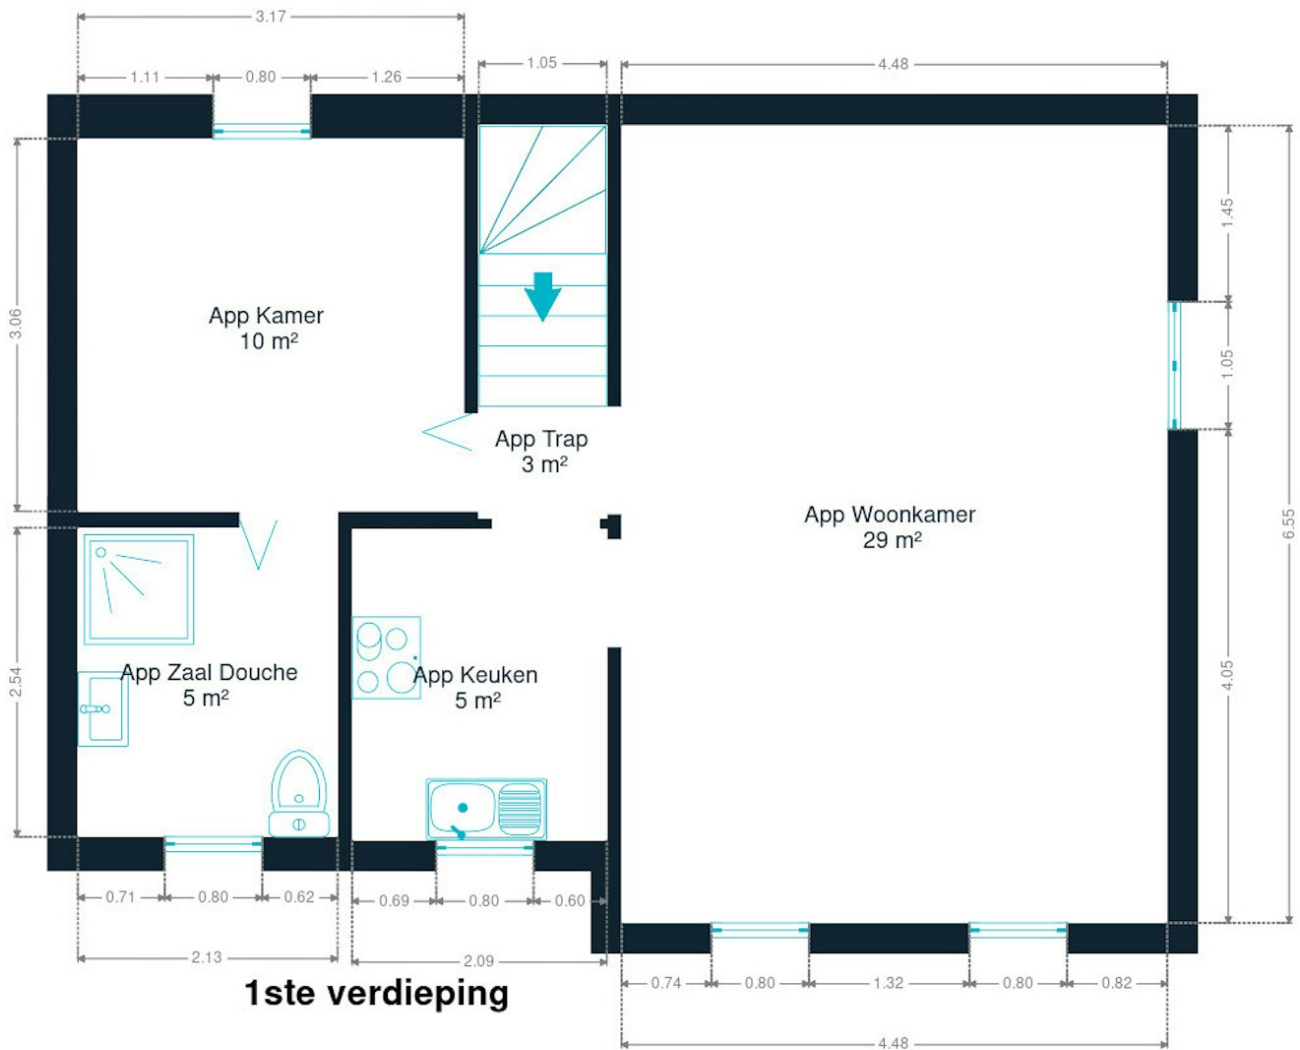 3.17
1.05
4.48
1.11
0.80
1.26
1.45
3.06
App Kamer
10 m²
1.05
App Trap
3 m²
App Woonkamer
29 m²
6.55
2.54
App Zaal Douche
5 m²
App Keuken
5 m²
4.05
0.71
0.80
0.62
0.69
0.80
0.60
2.13
2.09
0.74
0.80
1.32
0.80
0.82
1ste verdieping
4.48